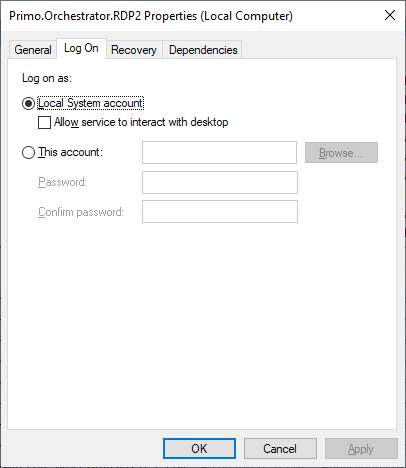 Primo.Orchestrator.RDP2 Properties (Local Computer)
General Log On Recovery Dependencies
Log on as:
Local System account
Allow service to interact with desktop
This account: Browse...
Password:
Confirm password:
OK Cancel Apply